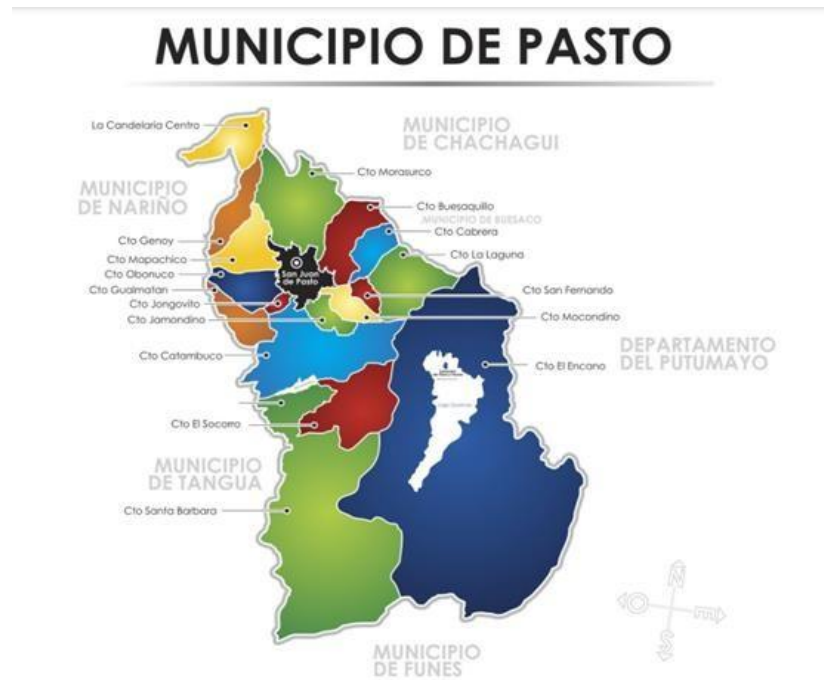 MUNICIPIO DE PASTO
La Candelaria Centro
MUNICIPIO
DE CHACHAGUI
Cto Morasurco
MUNICIPIO
DE NARIÑO
Cto Buesaquillo
MUNICIPIO DE BUESACO
Cto Cabrera
Cto Genoy
Cto La Laguna
Cto Mapachico
San Juan
de Pasto
Cto Obonuco
Cto Gualmatan
Cto San Fernando
Cto Jongovito
Cto Jamondino
Cto Mocondino
DEPARTAMENTO
DEL PUTUMAYO
Cto Catambuco
Cto El Encano
Cto El Socorro
MUNICIPIO
DE TANGUA
Cto Santa Barbara
N
O
E
S
MUNICIPIO
DE FUNES